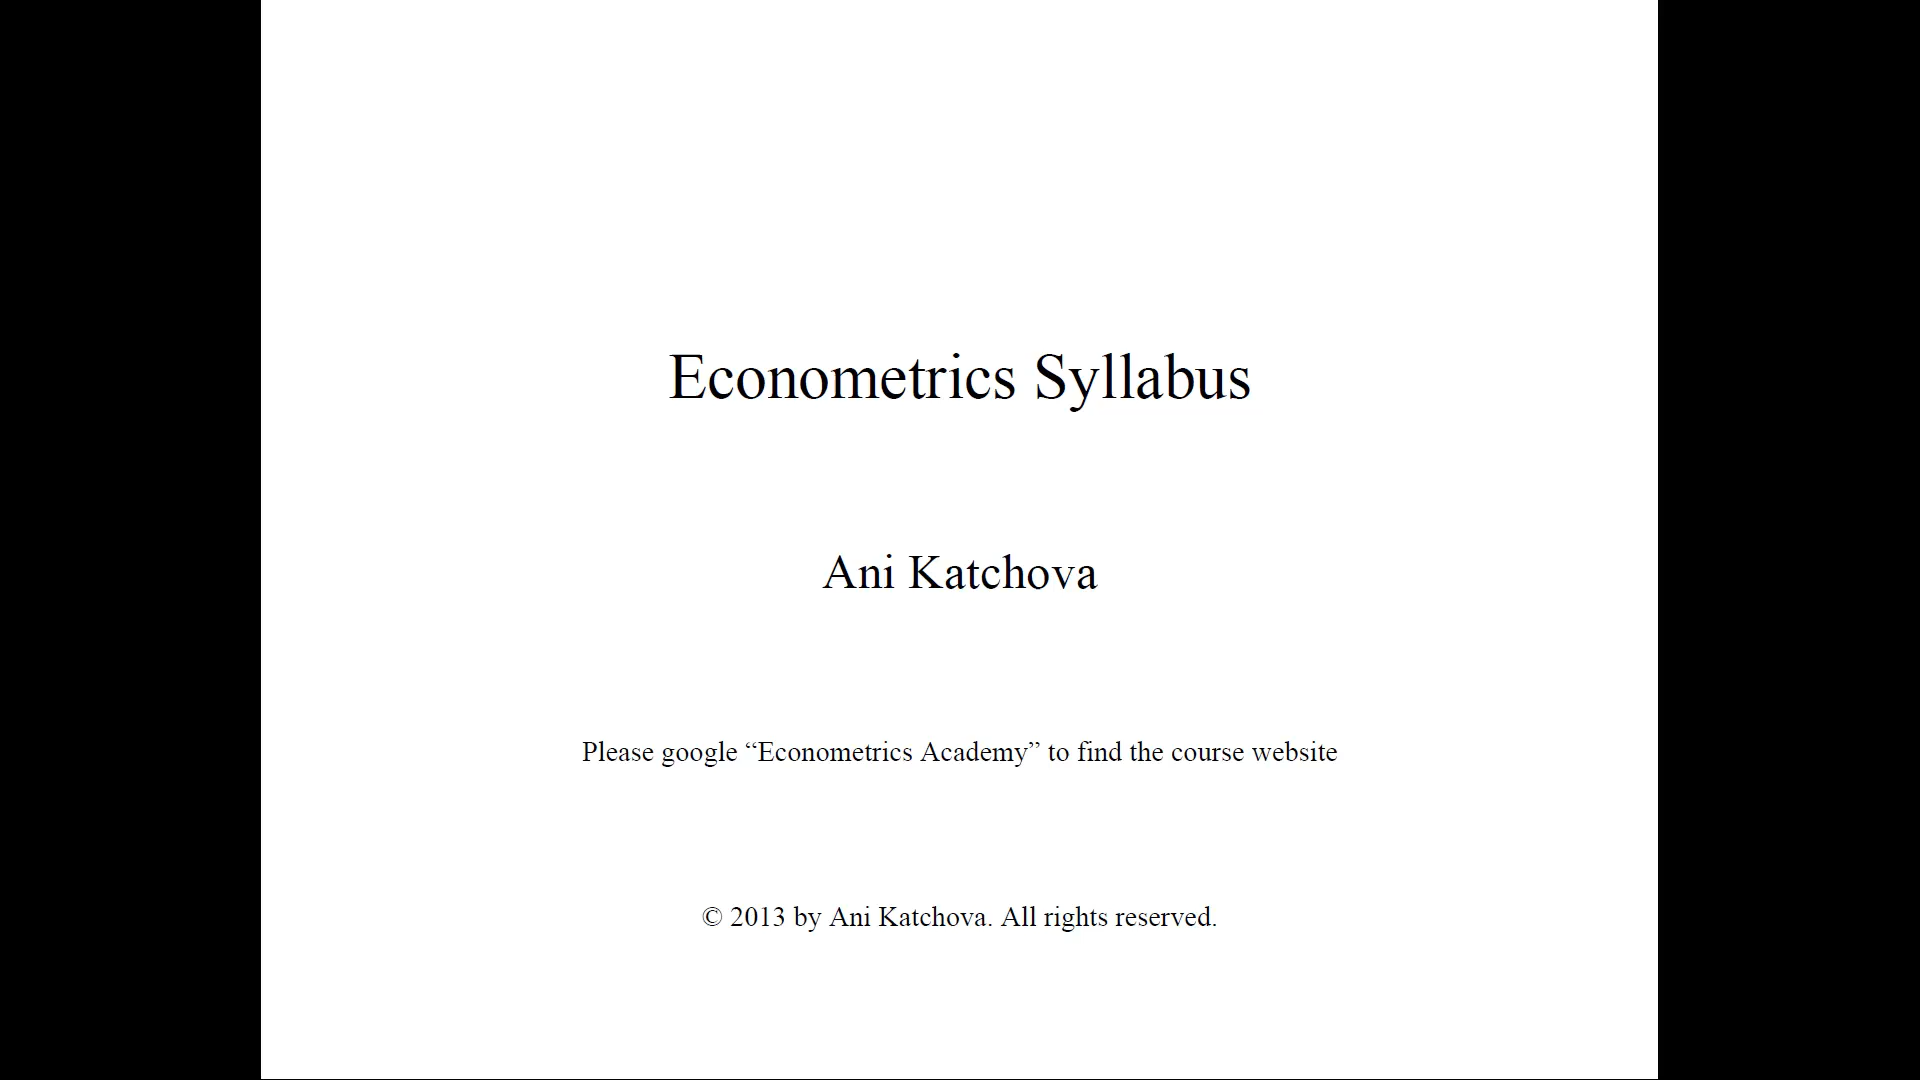 Econometrics Syllabus
Ani Katchova
Please google “Econometrics Academy” to find the course website
© 2013 by Ani Katchova. All rights reserved.